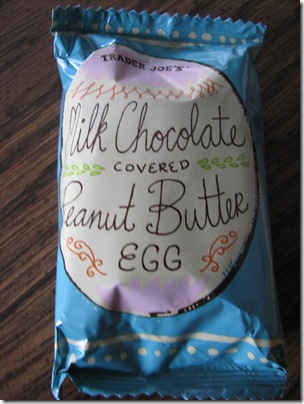 TRADER JOE'S
Milk Chocolate
COVERED
Peanut Butter
EGG